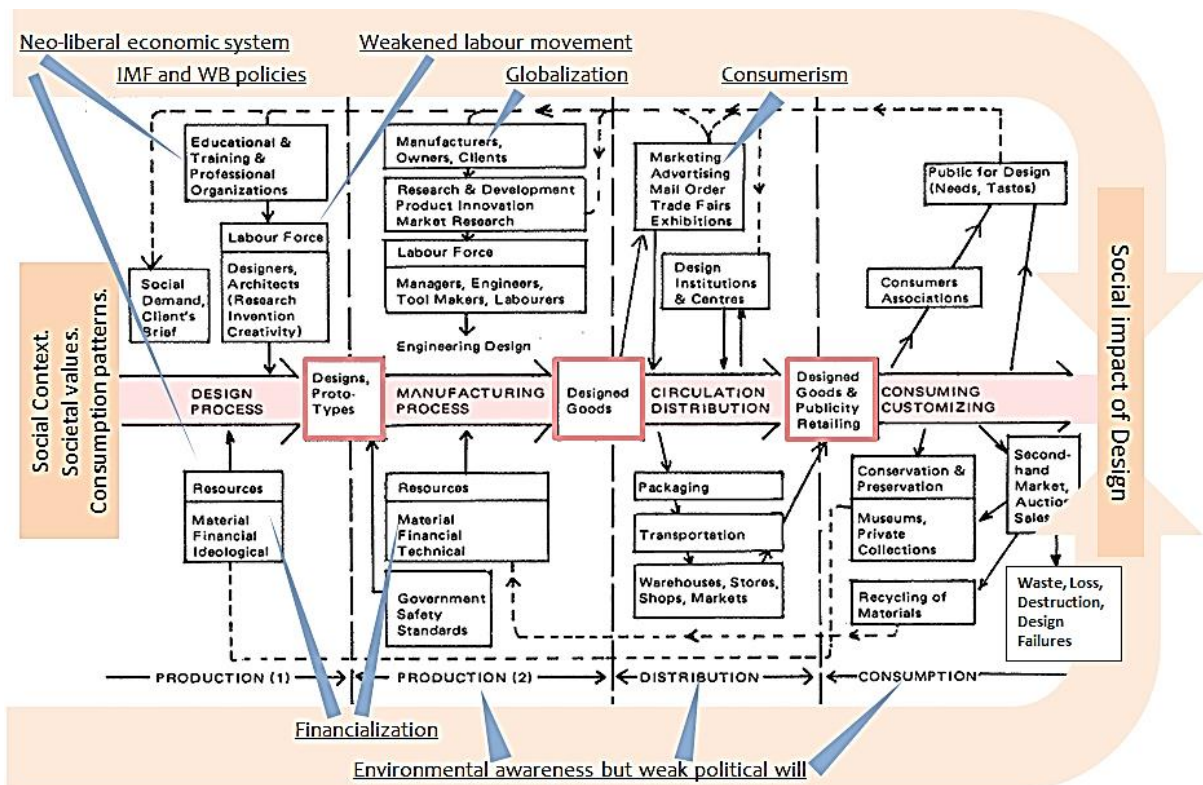 Neo-liberal economic system
Weakened labour movement
IMF and WB policies
Globalization
Consumerism
Educational &
Training &
Professional
Organizations
Manufacturers,
Owners, Clients
Marketing
Advertising
Mail Order
Trade Fairs
Exhibitions
Public for Design
(Needs, Tastes)
Research & Development
Product Innovation
Market Research
Labour Force
Designers,
Architects
(Research
Invention
Creativity)
Labour Force
Managers, Engineers,
Tool Makers, Labourers
Engineering Design
Social
Demand,
Client's
Brief
Design
Institutions
& Centres
Consumers
Associations
Social Context.
Societal values.
Consumption patterns.
Social impact of Design
DESIGN
PROCESS
Designs,
Proto-
Types
MANUFACTURING
PROCESS
Designed
Goods
CIRCULATION
DISTRIBUTION
Designed
Goods &
Publicity
Retailing
CONSUMING
CUSTOMIZING
Resources
Material
Financial
Ideological
Resources
Material
Financial
Technical
Government
Safety
Standards
Packaging
Transportation
Warehouses, Stores,
Shops, Markets
Conservation &
Preservation
Museums,
Private
Collections
Second-
hand
Market,
Auction
Sales
Recycling of
Materials
Waste, Loss,
Destruction,
Design
Failures
PRODUCTION (1)
PRODUCTION (2)
DISTRIBUTION
CONSUMPTION
Financialization
Environmental awareness but weak political will